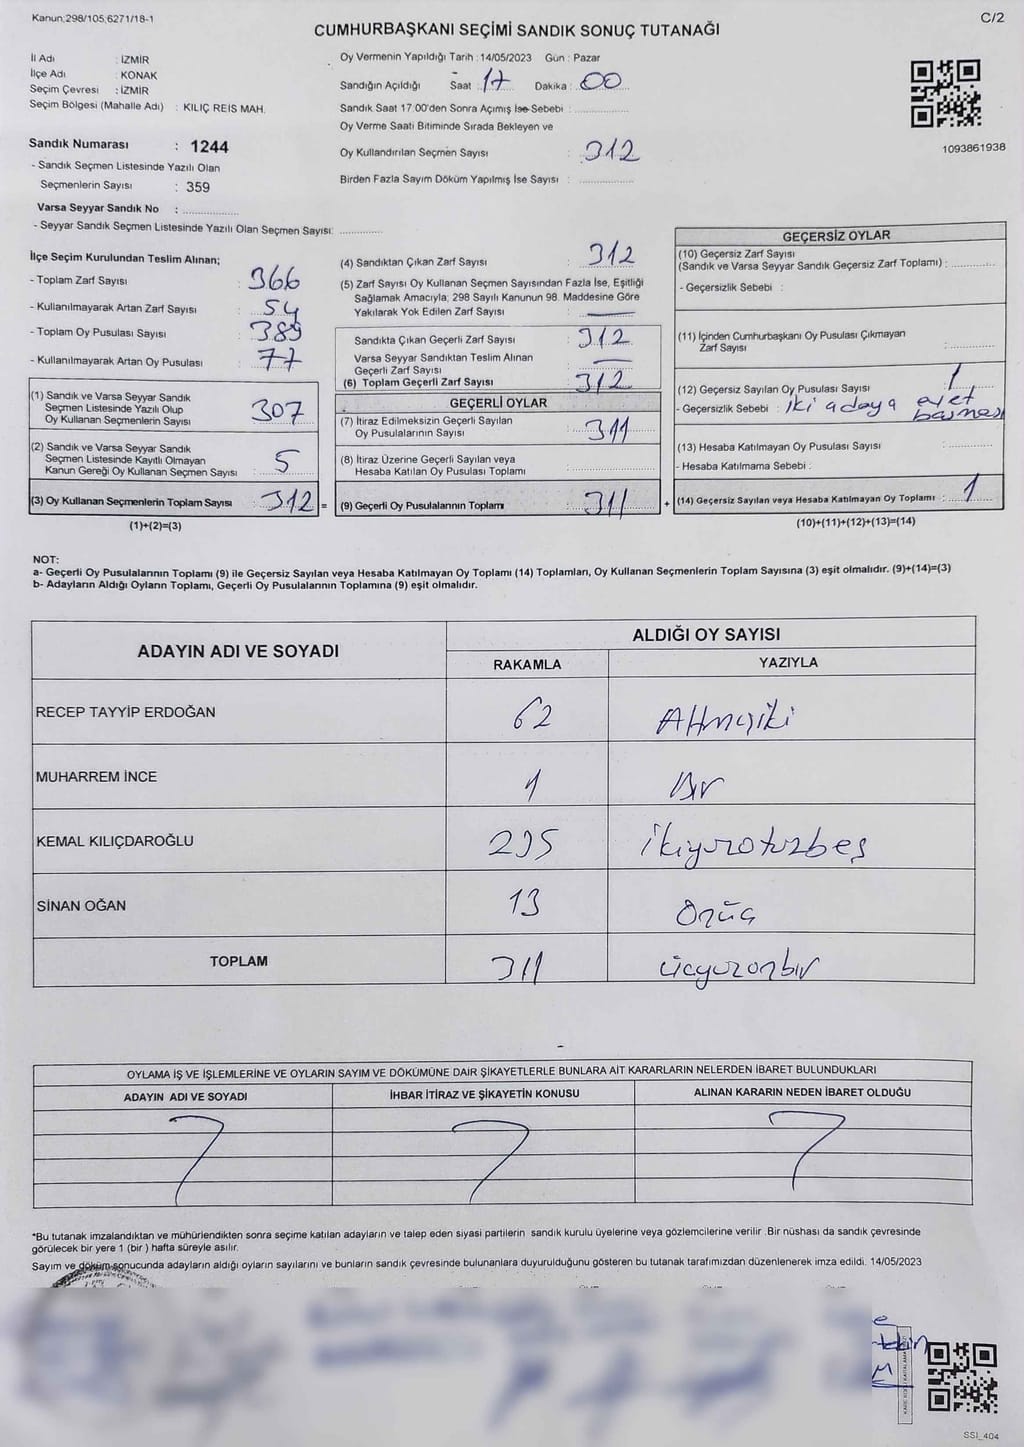 Kanun;298/105,6271/18-1
C/2
CUMHURBAŞKANI SEÇİMİ SANDIK SONUÇ TUTANAĞI
İl Adı : İZMİR
İlçe Adı : KONAK
Seçim Çevresi : İZMİR
Seçim Bölgesi (Mahalle Adı) : KILIÇ REİS MAH.
Sandık Numarası : 1244
- Sandık Seçmen Listesinde Yazılı Olan
Seçmenlerin Sayısı : 359
Varsa Seyyar Sandık No : ..................
- Seyyar Sandık Seçmen Listesinde Yazılı Olan Seçmen Sayısı: ..............
Oy Vermenin Yapıldığı Tarih : 14/05/2023 Gün : Pazar
Sandığın Açıldığı Saat : 17 Dakika : 00
Sandık Saat 17.00'den Sonra Açımış İse Sebebi : ..................
Oy Verme Saati Bitiminde Sırada Bekleyen ve
Oy Kullandırılan Seçmen Sayısı : 312
Birden Fazla Sayım Döküm Yapılmış İse Sayısı : ..................
1093861938
İlçe Seçim Kurulundan Teslim Alınan;
- Toplam Zarf Sayısı : 366
- Kullanılmayarak Artan Zarf Sayısı : 54
- Toplam Oy Pusulası Sayısı : 389
- Kullanılmayarak Artan Oy Pusulası : 77
(1) Sandık ve Varsa Seyyar Sandık
Seçmen Listesinde Yazılı Olup
Oy Kullanan Seçmenlerin Sayısı : 307
(2) Sandık ve Varsa Seyyar Sandık
Seçmen Listesinde Kayıtlı Olmayan
Kanun Gereği Oy Kullanan Seçmen Sayısı : 5
(3) Oy Kullanan Seçmenlerin Toplam Sayısı : 312 =
(1)+(2)=(3)
(4) Sandıktan Çıkan Zarf Sayısı : 312
(5) Zarf Sayısı Oy Kullanan Seçmen Sayısından Fazla İse, Eşitliği
Sağlamak Amacıyla; 298 Sayılı Kanunun 98. Maddesine Göre
Yakılarak Yok Edilen Zarf Sayısı : —
Sandıkta Çıkan Geçerli Zarf Sayısı : 312
Varsa Seyyar Sandıktan Teslim Alınan
Geçerli Zarf Sayısı : —
(6) Toplam Geçerli Zarf Sayısı : 312
GEÇERLİ OYLAR
(7) İtiraz Edilmeksizin Geçerli Sayılan
Oy Pusulalarının Sayısı : 311
(8) İtiraz Üzerine Geçerli Sayılan veya
Hesaba Katılan Oy Pusulası Toplamı : ..................
(9) Geçerli Oy Pusulalarının Toplamı : 311 +
GEÇERSİZ OYLAR
(10) Geçersiz Zarf Sayısı
(Sandık ve Varsa Seyyar Sandık Geçersiz Zarf Toplamı) : ..............
- Geçersizlik Sebebi :
(11) İçinden Cumhurbaşkanı Oy Pusulası Çıkmayan
Zarf Sayısı : ..............
(12) Geçersiz Sayılan Oy Pusulası Sayısı : 1
- Geçersizlik Sebebi : iki adaya evet
basması
(13) Hesaba Katılmayan Oy Pusulası Sayısı : ..............
- Hesaba Katılmama Sebebi :
(14) Geçersiz Sayılan veya Hesaba Katılmayan Oy Toplamı : 1
(10)+(11)+(12)+(13)=(14)
NOT:
a- Geçerli Oy Pusulalarının Toplamı (9) ile Geçersiz Sayılan veya Hesaba Katılmayan Oy Toplamı (14) Toplamları, Oy Kullanan Seçmenlerin Toplam Sayısına (3) eşit olmalıdır. (9)+(14)=(3)
b- Adayların Aldığı Oyların Toplamı, Geçerli Oy Pusulalarının Toplamına (9) eşit olmalıdır.
ADAYIN ADI VE SOYADI
ALDIĞI OY SAYISI
RAKAMLA YAZIYLA
RECEP TAYYİP ERDOĞAN 62 Altmışiki
MUHARREM İNCE 1 Bir
KEMAL KILIÇDAROĞLU 235 ikiyüzotuzbeş
SİNAN OĞAN 13 Onüç
TOPLAM 311 üçyüzonbir
OYLAMA İŞ VE İŞLEMLERİNE VE OYLARIN SAYIM VE DÖKÜMÜNE DAİR ŞİKAYETLERLE BUNLARA AİT KARARLARIN NELERDEN İBARET BULUNDUKLARI
ADAYIN ADI VE SOYADI İHBAR İTİRAZ VE ŞİKAYETİN KONUSU ALINAN KARARIN NEDEN İBARET OLDUĞU
*Bu tutanak imzalandıktan ve mühürlendikten sonra seçime katılan adayların ve talep eden siyasi partilerin sandık kurulu üyelerine veya gözlemcilerine verilir .Bir nüshası da sandık çevresinde
görülecek bir yere 1 (bir ) hafta süreyle asılır.
Sayım ve döküm sonucunda adayların aldığı oyların sayılarını ve bunların sandık çevresinde bulunanlara duyurulduğunu gösteren bu tutanak tarafımızdan düzenlenerek imza edildi. 14/05/2023
SSI_404